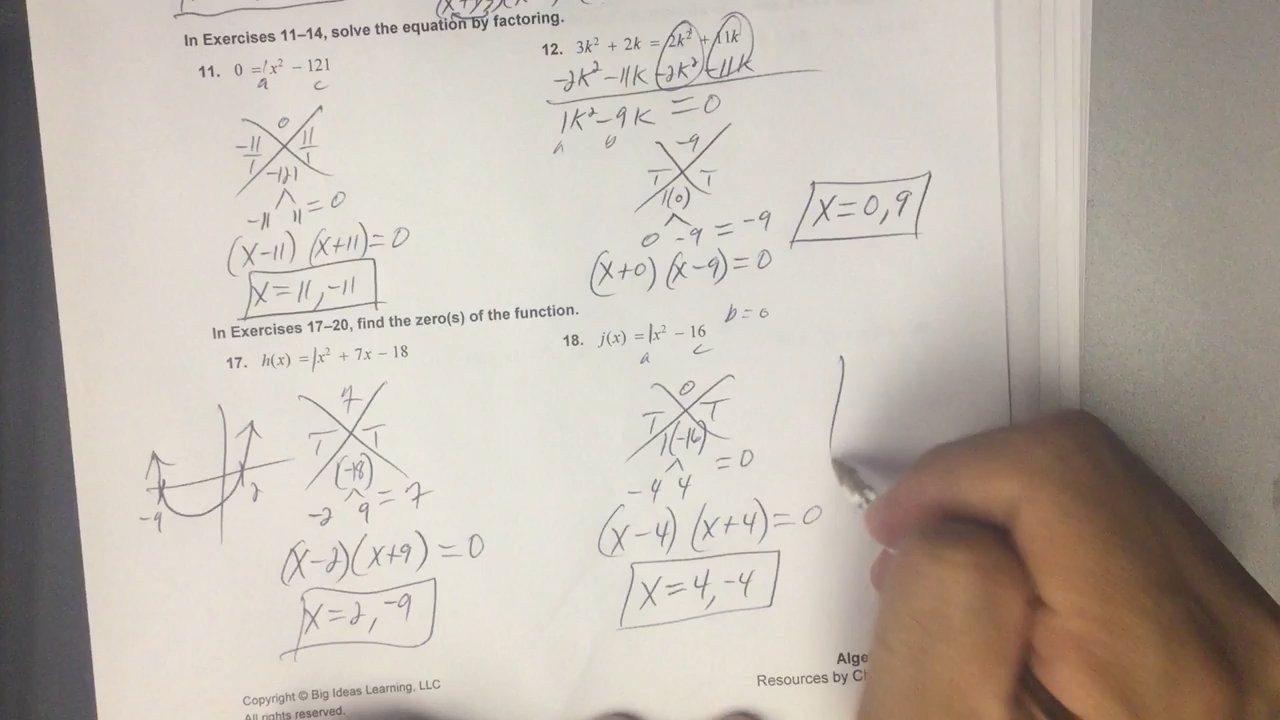 In Exercises 11–14, solve the equation by factoring.
11. 0 = 1x² − 121
a c
0
-11/1 11/1
-121
-11 11 = 0
(x-11) (x+11) = 0
x = 11, -11
12. 3k² + 2k = 2k² + 11k
-2k² -11k -2k² -11k
1k² - 9k = 0
a b
-9
1 1
1(0)
0 -9 = -9
(x+0) (x-9) = 0
x = 0, 9
In Exercises 17–20, find the zero(s) of the function.
17. h(x) = 1x² + 7x − 18
7
1 1
(-18)
-2 9 = 7
-9 2
(x-2)(x+9) = 0
x = 2, -9
18. j(x) = 1x² − 16
b = 0
a c
0
1 1
1(-16)
-4 4 = 0
(x-4) (x+4) = 0
x = 4, -4
Copyright © Big Ideas Learning, LLC
All rights reserved.
Resources by